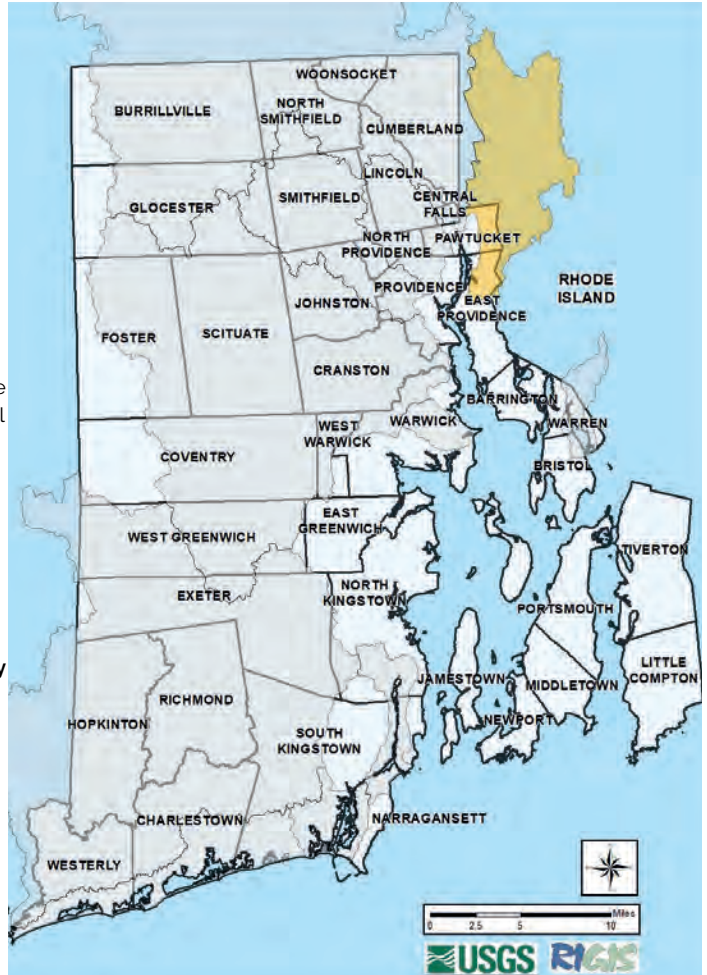 WOONSOCKET
BURRILLVILLE
NORTH
SMITHFIELD
CUMBERLAND
LINCOLN
GLOCESTER
SMITHFIELD
CENTRAL
FALLS
NORTH
PROVIDENCE
PAWTUCKET
PROVIDENCE
RHODE
ISLAND
EAST
PROVIDENCE
JOHNSTON
FOSTER
SCITUATE
CRANSTON
e
l
BARRINGTON
WARREN
WEST
WARWICK
WARWICK
COVENTRY
BRISTOL
EAST
GREENWICH
WEST GREENWICH
TIVERTON
EXETER
NORTH
KINGSTOWN
PORTSMOUTH
y
LITTLE
COMPTON
JAMESTOWN
MIDDLETOWN
RICHMOND
HOPKINTON
NEWPORT
SOUTH
KINGSTOWN
CHARLESTOWN
NARRAGANSETT
WESTERLY
Miles
0 2.5 5 10
USGS RIGIS